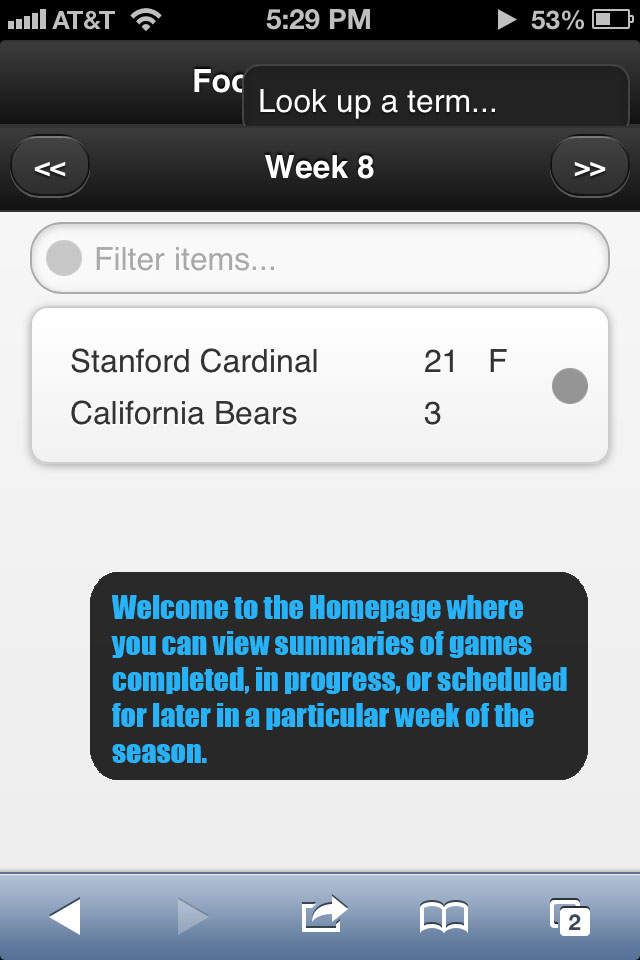 AT&T 5:29 PM 53%
Foo
Look up a term...
<< Week 8 >>
Filter items...
Stanford Cardinal 21 F
California Bears 3
Welcome to the Homepage where
you can view summaries of games
completed, in progress, or scheduled
for later in a particular week of the
season.
2